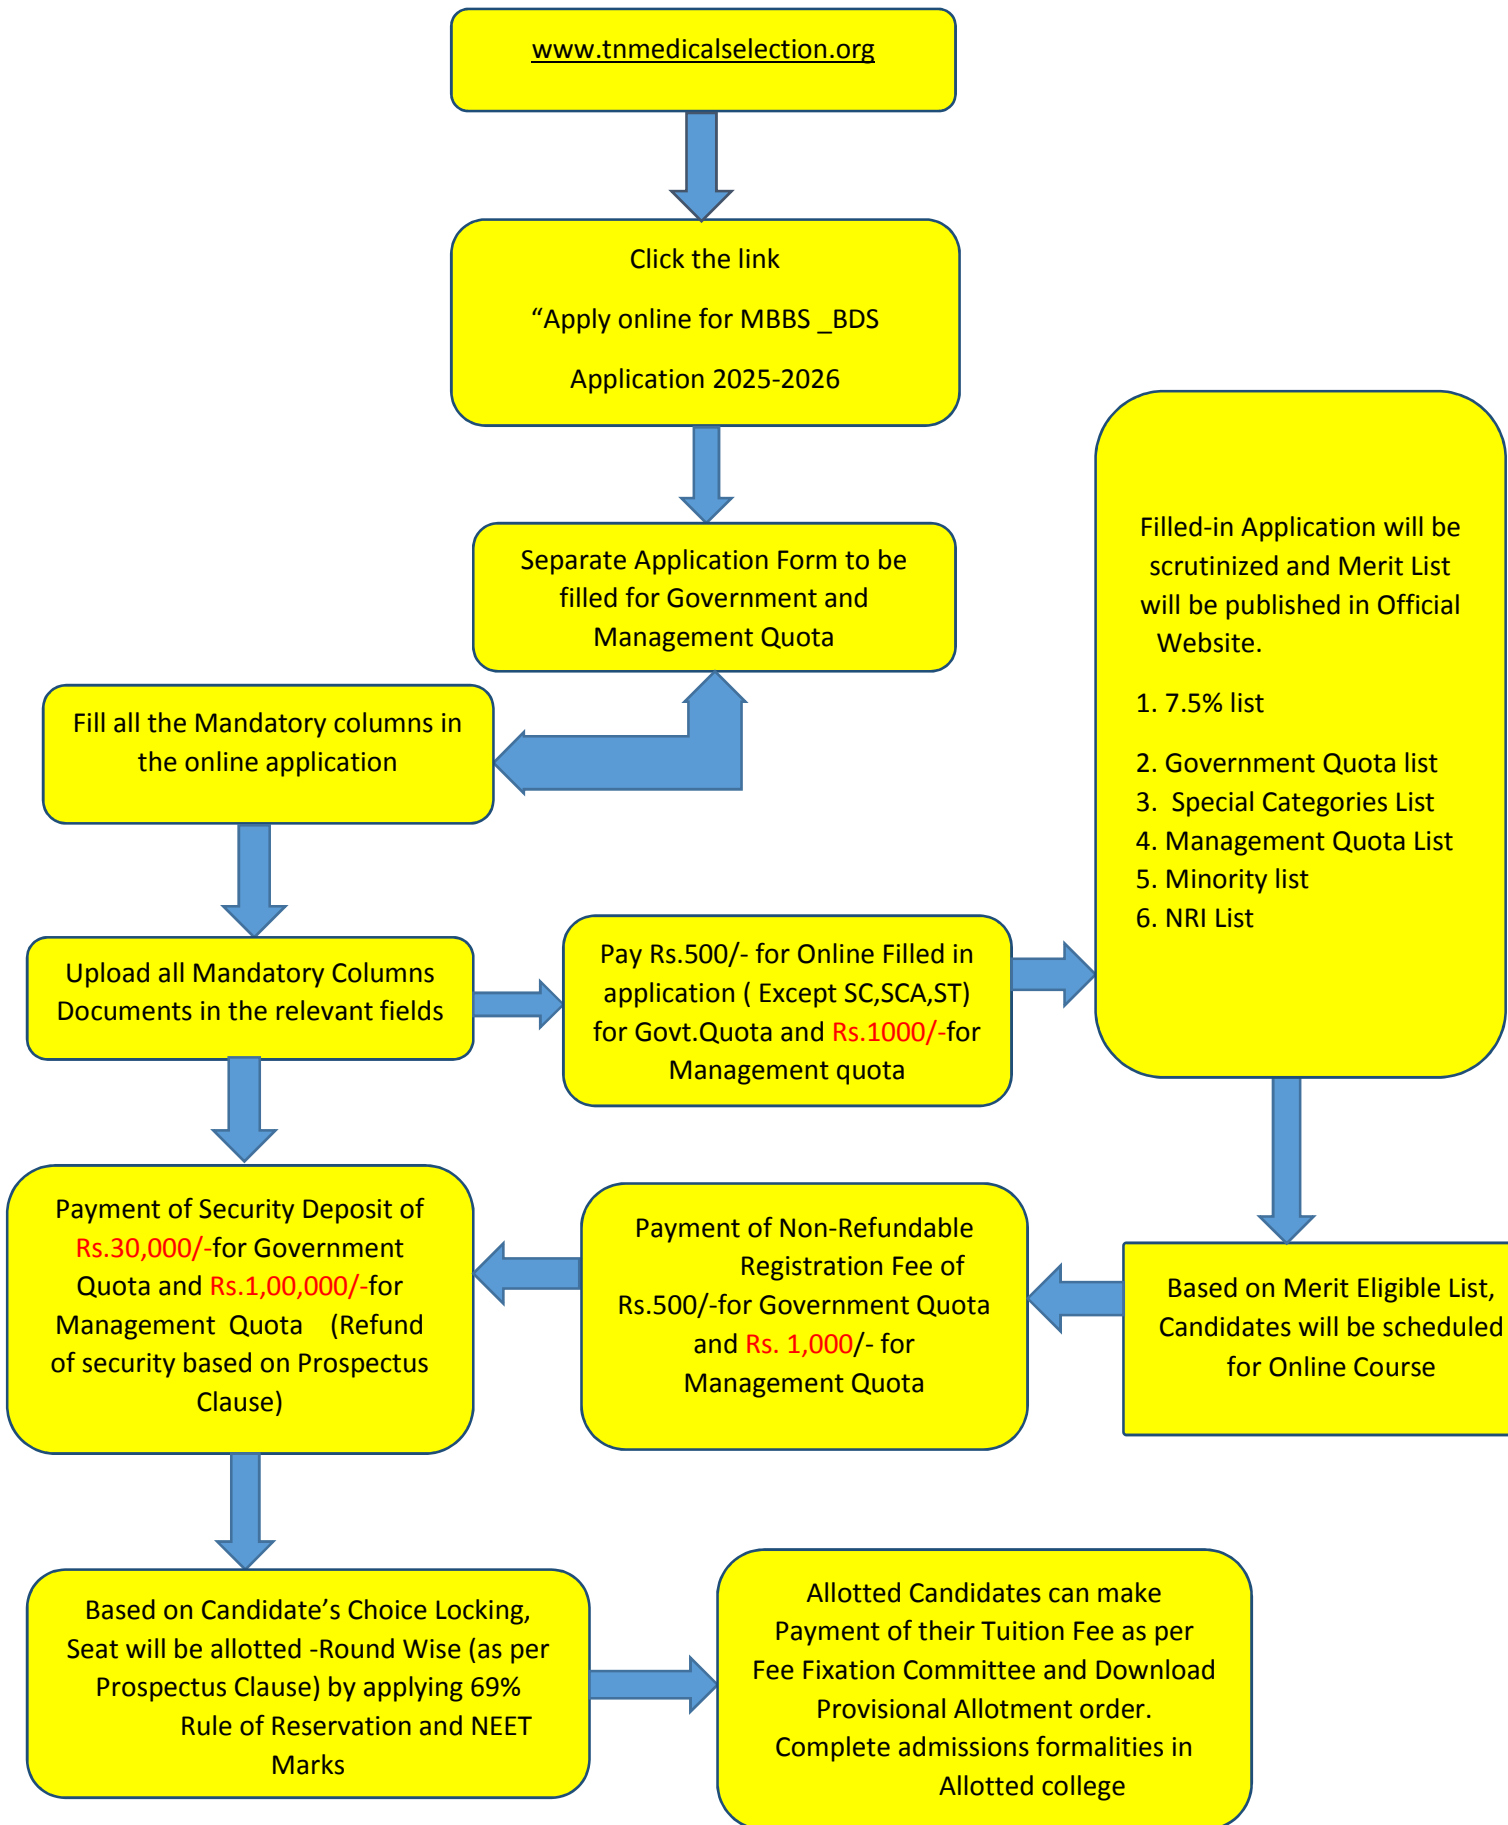 www.tnmedicalselection.org
Click the link
“Apply online for MBBS _BDS
Application 2025-2026
Separate Application Form to be
filled for Government and
Management Quota
Fill all the Mandatory columns in
the online application
Upload all Mandatory Columns
Documents in the relevant fields
Pay Rs.500/- for Online Filled in
application ( Except SC,SCA,ST)
for Govt.Quota and Rs.1000/-for
Management quota
Filled-in Application will be
scrutinized and Merit List
will be published in Official
Website.
1. 7.5% list
2. Government Quota list
3. Special Categories List
4. Management Quota List
5. Minority list
6. NRI List
Based on Merit Eligible List,
Candidates will be scheduled
for Online Course
Payment of Non-Refundable
Registration Fee of
Rs.500/-for Government Quota
and Rs. 1,000/- for
Management Quota
Payment of Security Deposit of
Rs.30,000/-for Government
Quota and Rs.1,00,000/-for
Management Quota (Refund
of security based on Prospectus
Clause)
Based on Candidate’s Choice Locking,
Seat will be allotted -Round Wise (as per
Prospectus Clause) by applying 69%
Rule of Reservation and NEET
Marks
Allotted Candidates can make
Payment of their Tuition Fee as per
Fee Fixation Committee and Download
Provisional Allotment order.
Complete admissions formalities in
Allotted college